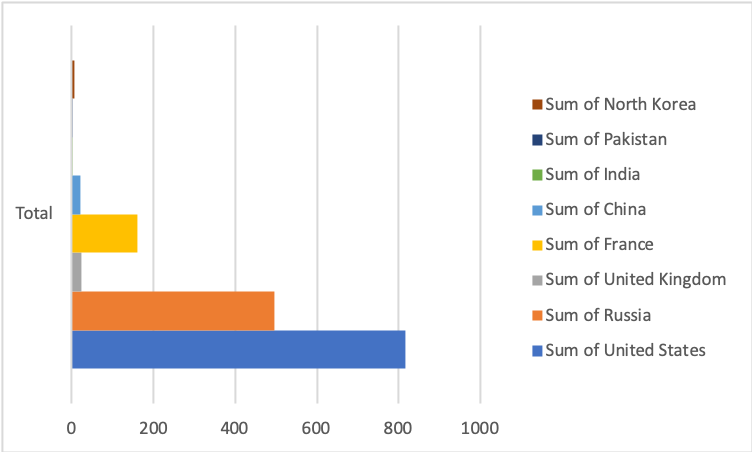 Sum of North Korea
Sum of Pakistan
Sum of India
Sum of China
Total
Sum of France
Sum of United Kingdom
Sum of Russia
Sum of United States
0 200 400 600 800 1000